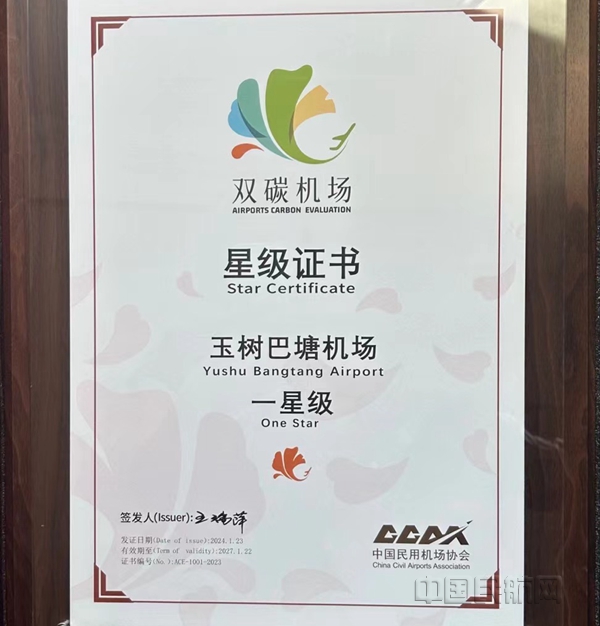 双碳机场
AIRPORTS CARBON EVALUATION
星级证书
Star Certificate
玉树巴塘机场
Yushu Bangtang Airport
一星级
One Star
签发人(Issuer):
发证日期(Date of issue):2024.1.23
有效期至(Term of validity):2027.1.22
证书编号(No.):ACE-1001-2023
中国民用机场协会
China Civil Airports Association
中国民航网